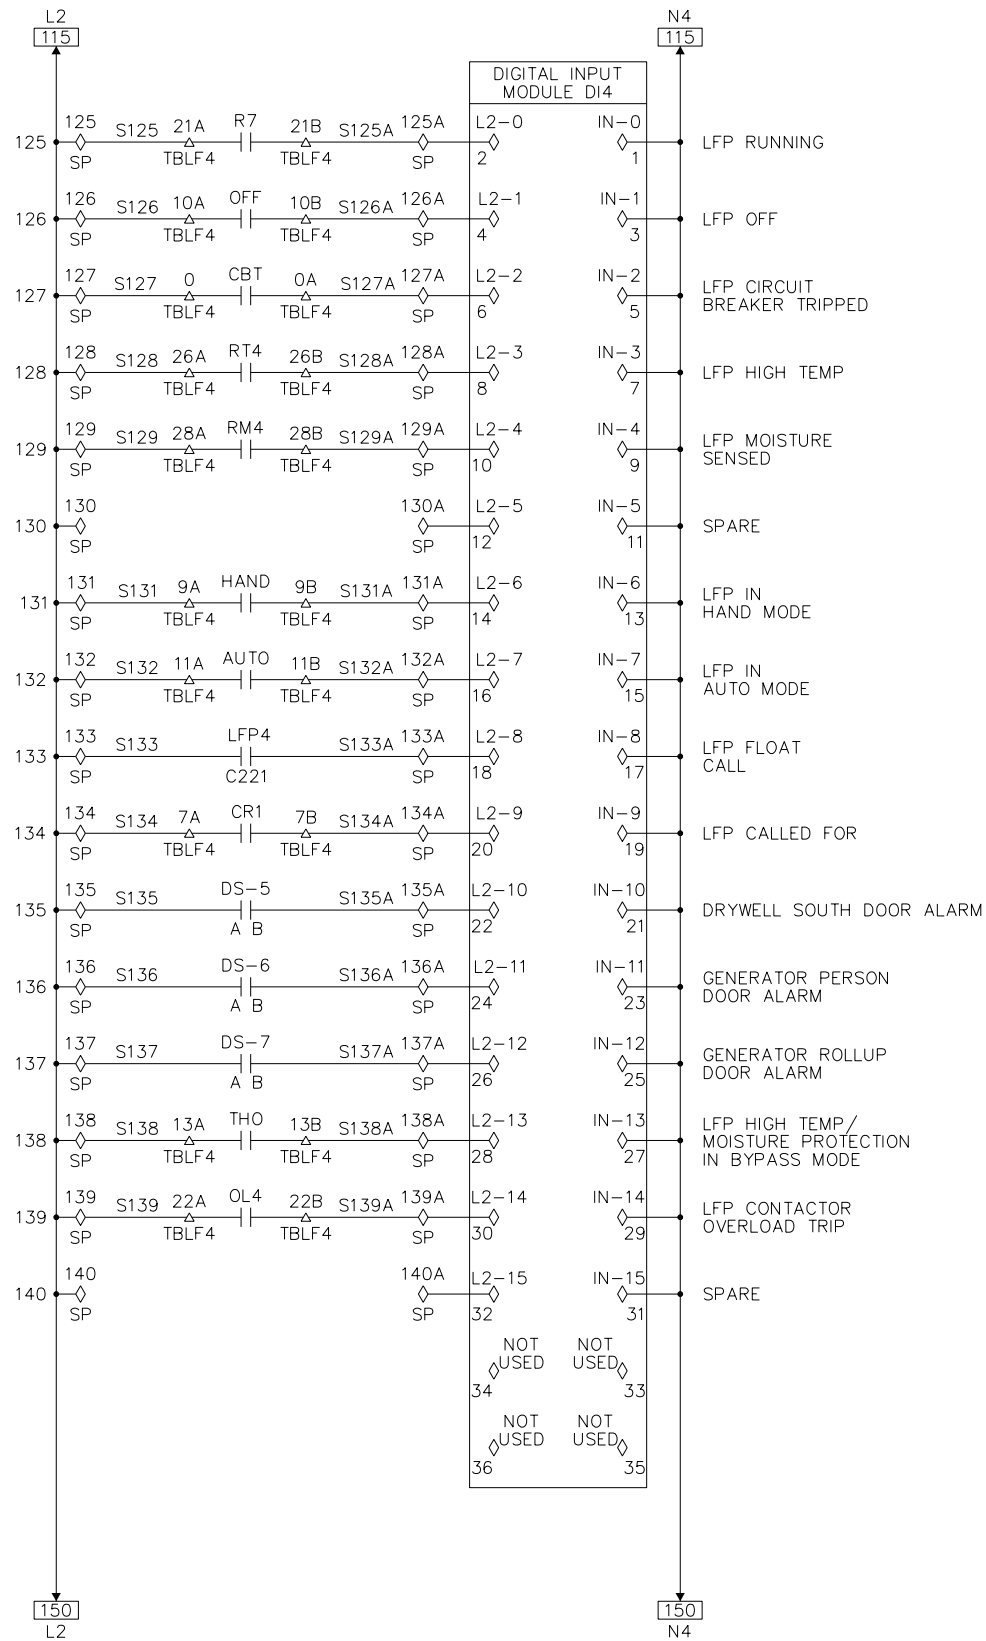 L2
115
N4
115
DIGITAL INPUT
MODULE DI4
125 125 SP S125 21A TBLF4 R7 21B TBLF4 S125A 125A SP L2-0 2 IN-0 1 LFP RUNNING
126 126 SP S126 10A TBLF4 OFF 10B TBLF4 S126A 126A SP L2-1 4 IN-1 3 LFP OFF
127 127 SP S127 0 TBLF4 CBT 0A TBLF4 S127A 127A SP L2-2 6 IN-2 5 LFP CIRCUIT
BREAKER TRIPPED
128 128 SP S128 26A TBLF4 RT4 26B TBLF4 S128A 128A SP L2-3 8 IN-3 7 LFP HIGH TEMP
129 129 SP S129 28A TBLF4 RM4 28B TBLF4 S129A 129A SP L2-4 10 IN-4 9 LFP MOISTURE
SENSED
130 130 SP 130A SP L2-5 12 IN-5 11 SPARE
131 131 SP S131 9A TBLF4 HAND 9B TBLF4 S131A 131A SP L2-6 14 IN-6 13 LFP IN
HAND MODE
132 132 SP S132 11A TBLF4 AUTO 11B TBLF4 S132A 132A SP L2-7 16 IN-7 15 LFP IN
AUTO MODE
133 133 SP S133 LFP4 C221 S133A 133A SP L2-8 18 IN-8 17 LFP FLOAT
CALL
134 134 SP S134 7A TBLF4 CR1 7B TBLF4 S134A 134A SP L2-9 20 IN-9 19 LFP CALLED FOR
135 135 SP S135 DS-5 A B S135A 135A SP L2-10 22 IN-10 21 DRYWELL SOUTH DOOR ALARM
136 136 SP S136 DS-6 A B S136A 136A SP L2-11 24 IN-11 23 GENERATOR PERSON
DOOR ALARM
137 137 SP S137 DS-7 A B S137A 137A SP L2-12 26 IN-12 25 GENERATOR ROLLUP
DOOR ALARM
138 138 SP S138 13A TBLF4 THO 13B TBLF4 S138A 138A SP L2-13 28 IN-13 27 LFP HIGH TEMP/
MOISTURE PROTECTION
IN BYPASS MODE
139 139 SP S139 22A TBLF4 OL4 22B TBLF4 S139A 139A SP L2-14 30 IN-14 29 LFP CONTACTOR
OVERLOAD TRIP
140 140 SP 140A SP L2-15 32 IN-15 31 SPARE
NOT USED 34 NOT USED 33
NOT USED 36 NOT USED 35
150
L2
150
N4